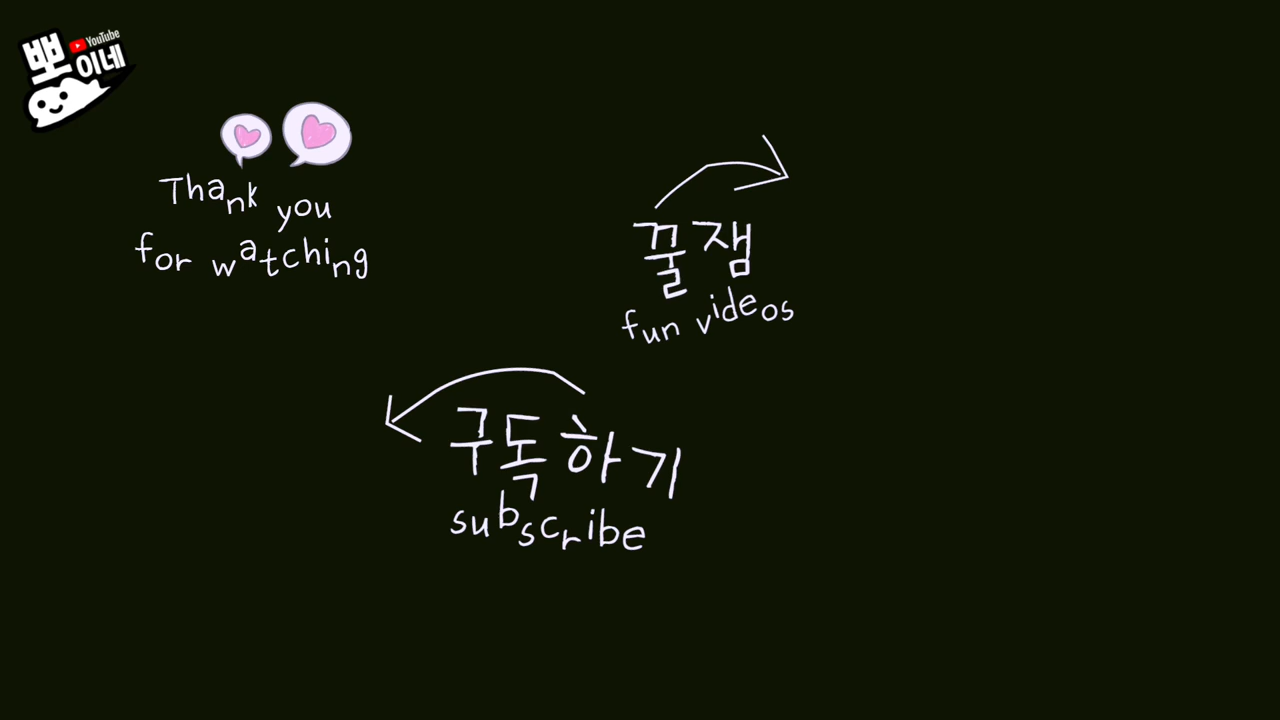 뽀
YouTube
이네
Thank you
for watching
꿀잼
fun videos
구독하기
subscribe